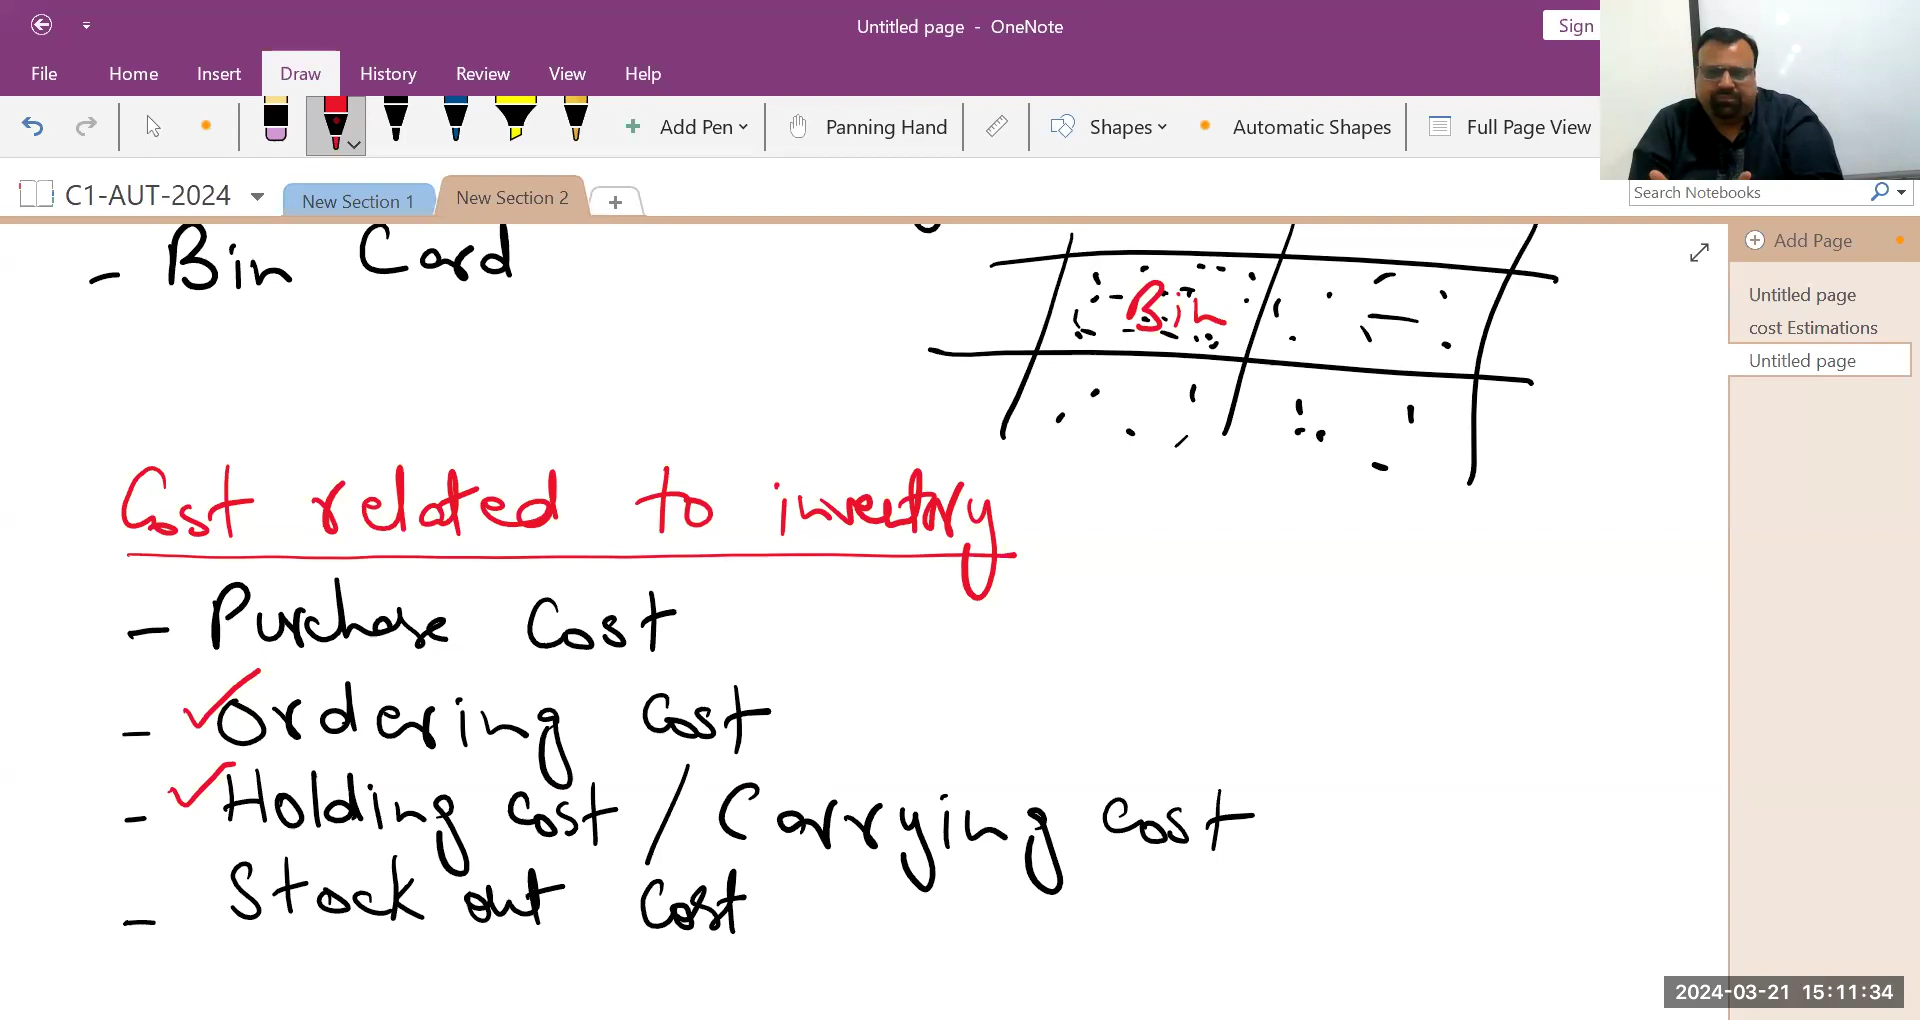 Untitled page - OneNote
Sign
File Home Insert Draw History Review View Help
Add Pen Panning Hand Shapes Automatic Shapes Full Page View
C1-AUT-2024 New Section 1 New Section 2 +
Search Notebooks
Add Page
Untitled page
cost Estimations
Untitled page
- Bin Card
Bin
Cost related to inventory
- Purchase Cost
- Ordering Cost
- Holding Cost / Carrying Cost
- Stock out Cost
2024-03-21 15:11:34